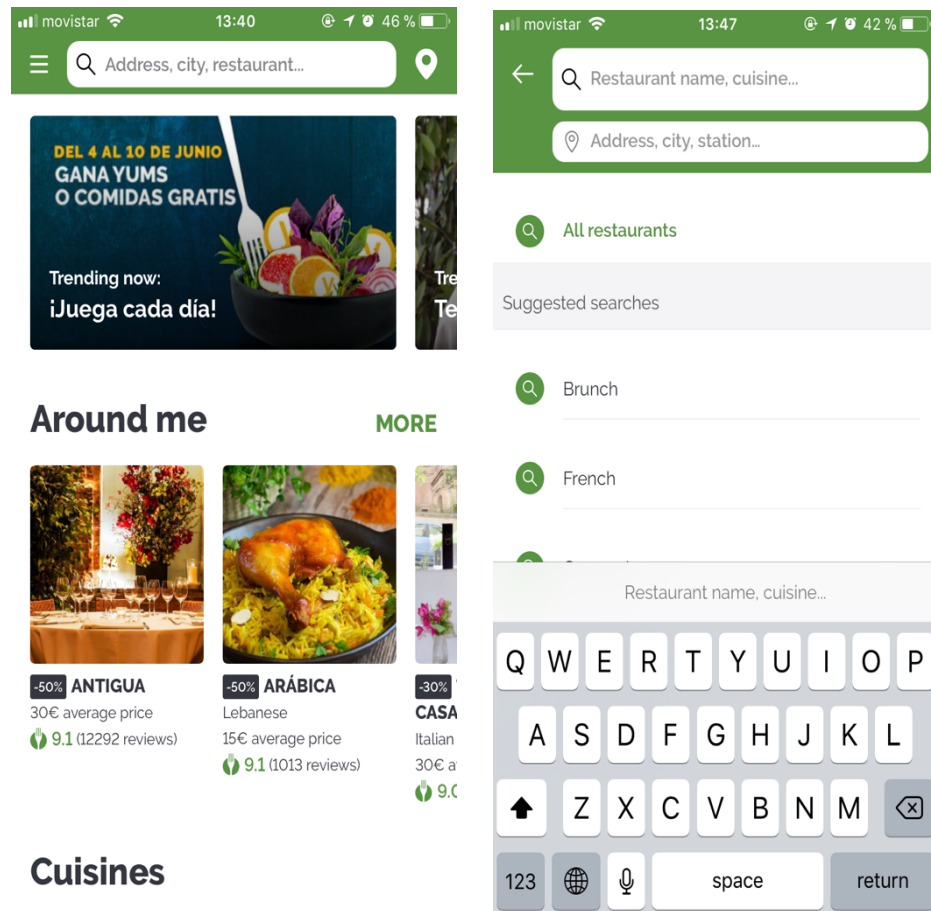 movistar 13:40 46 %
Address, city, restaurant...
DEL 4 AL 10 DE JUNIO
GANA YUMS
O COMIDAS GRATIS
Trending now:
¡Juega cada día!
Tre
Te
Around me
MORE
-50% ANTIGUA
30€ average price
9.1 (12292 reviews)
-50% ARÁBICA
Lebanese
15€ average price
9.1 (1013 reviews)
-30%
CASA
Italian
30€ a
9.0
Cuisines
movistar 13:47 42 %
Restaurant name, cuisine...
Address, city, station...
All restaurants
Suggested searches
Brunch
French
Restaurant name, cuisine...
Q W E R T Y U I O P
A S D F G H J K L
Z X C V B N M
123 space return